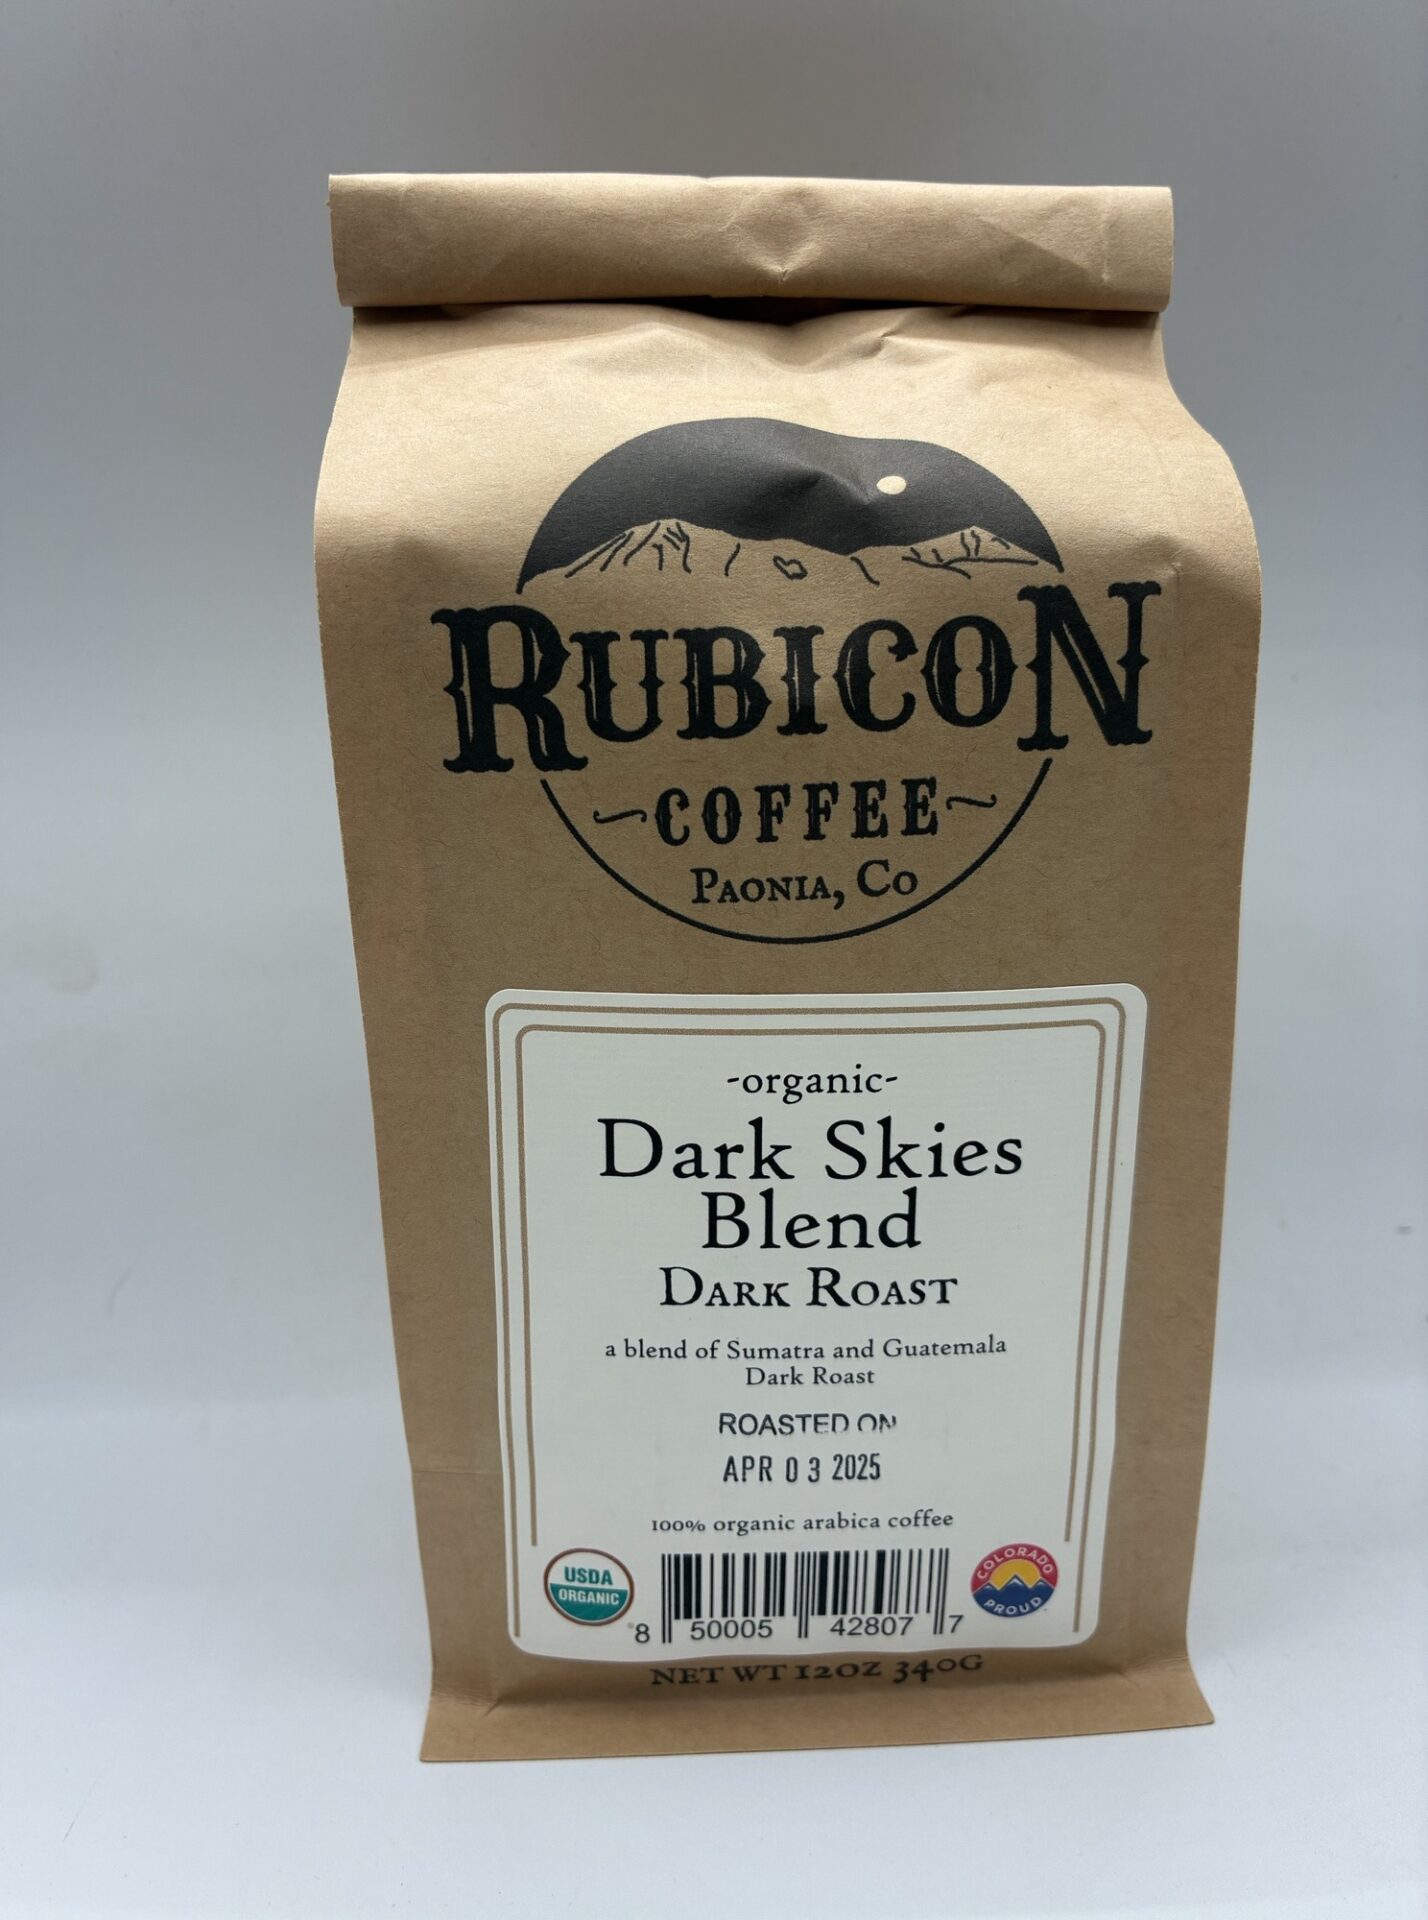 RUBICON
~COFFEE~
PAONIA, CO
-organic-
Dark Skies
Blend
DARK ROAST
a blend of Sumatra and Guatemala
Dark Roast
ROASTED ON
APR 03 2025
100% organic arabica coffee
USDA
ORGANIC
8 50005 42807 7
COLORADO
PROUD
NET WT 12OZ 340G